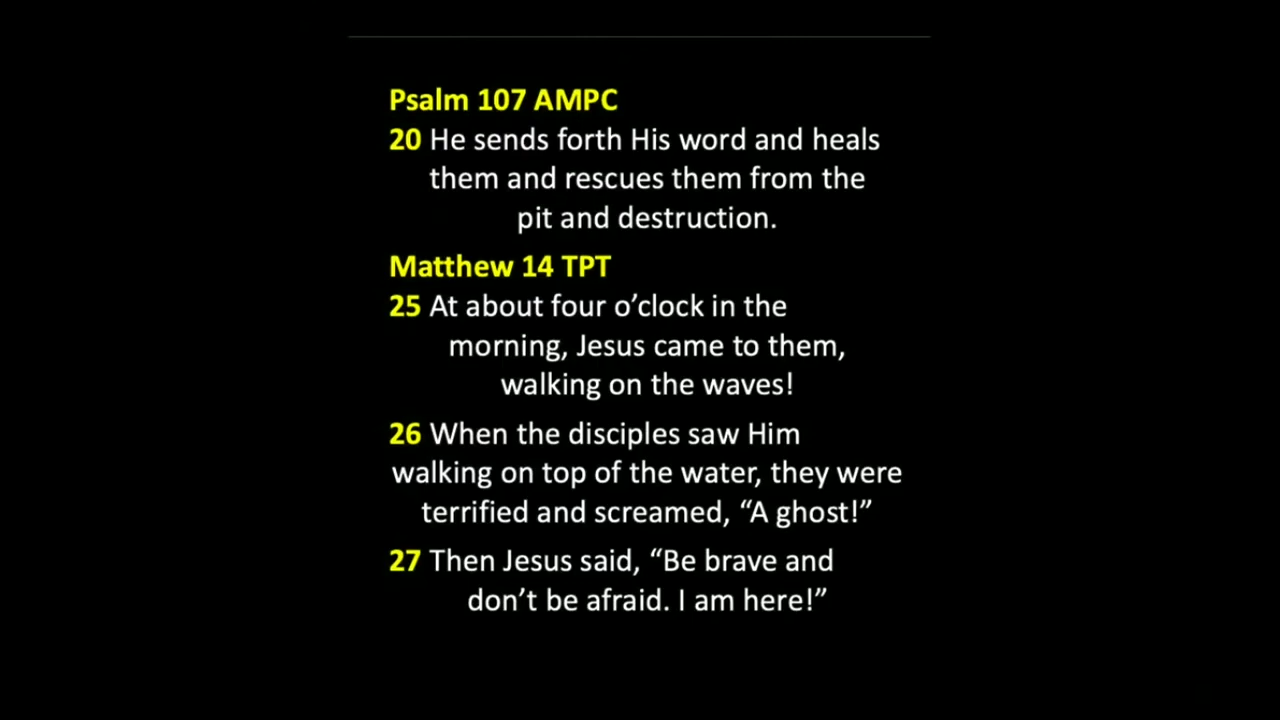 Psalm 107 AMPC
20 He sends forth His word and heals
them and rescues them from the
pit and destruction.
Matthew 14 TPT
25 At about four o’clock in the
morning, Jesus came to them,
walking on the waves!
26 When the disciples saw Him
walking on top of the water, they were
terrified and screamed, “A ghost!”
27 Then Jesus said, “Be brave and
don’t be afraid. I am here!”